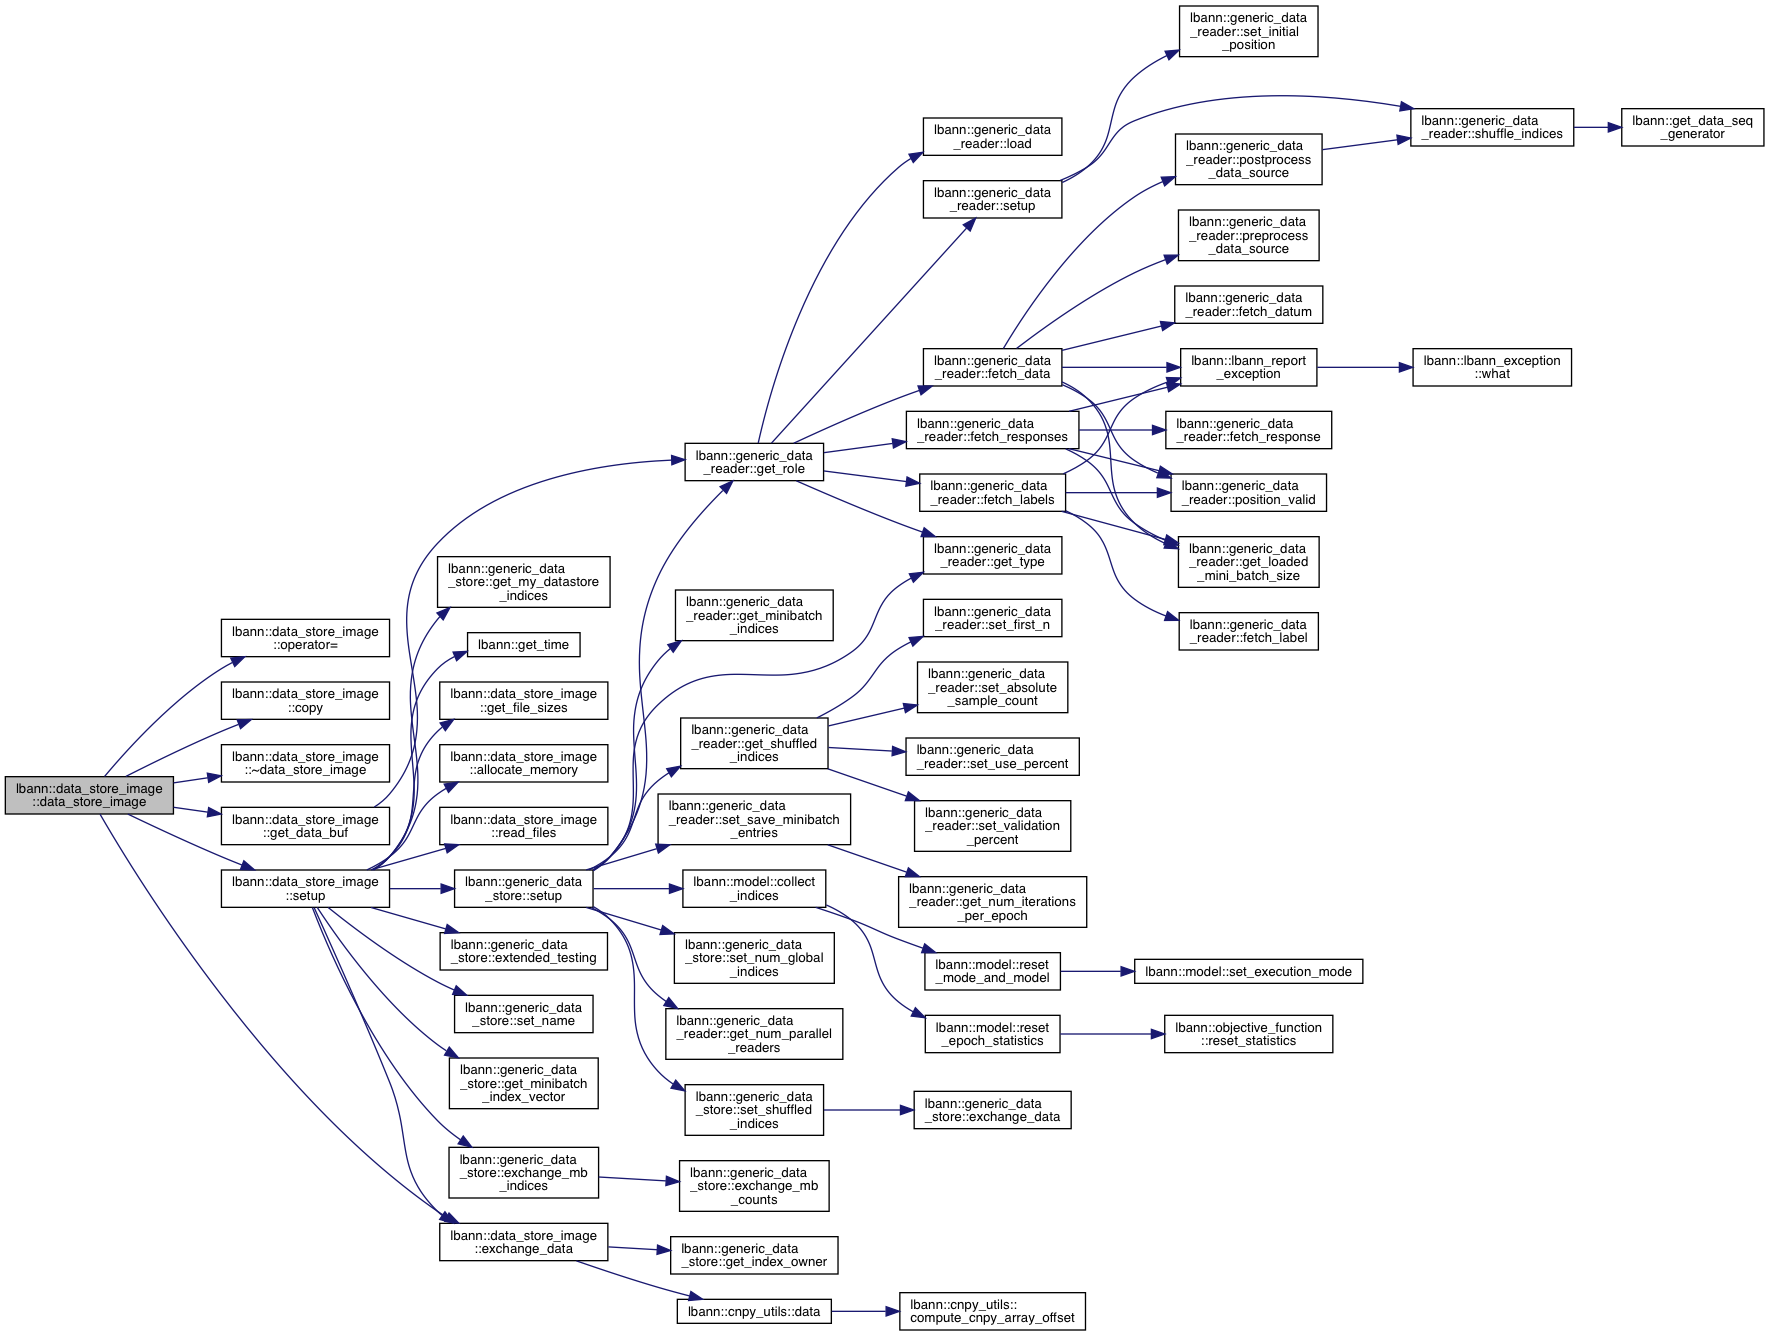 lbann::data_store_image
::data_store_image
lbann::data_store_image
::operator=
lbann::data_store_image
::copy
lbann::data_store_image
::~data_store_image
lbann::data_store_image
::get_data_buf
lbann::data_store_image
::setup
lbann::generic_data
_store::get_my_datastore
_indices
lbann::get_time
lbann::data_store_image
::get_file_sizes
lbann::data_store_image
::allocate_memory
lbann::data_store_image
::read_files
lbann::generic_data
_store::setup
lbann::generic_data
_store::extended_testing
lbann::generic_data
_store::set_name
lbann::generic_data
_store::get_minibatch
_index_vector
lbann::generic_data
_store::exchange_mb
_indices
lbann::data_store_image
::exchange_data
lbann::generic_data
_reader::get_role
lbann::generic_data
_reader::get_minibatch
_indices
lbann::generic_data
_reader::get_shuffled
_indices
lbann::generic_data
_reader::set_save_minibatch
_entries
lbann::model::collect
_indices
lbann::generic_data
_store::set_num_global
_indices
lbann::generic_data
_reader::get_num_parallel
_readers
lbann::generic_data
_store::set_shuffled
_indices
lbann::generic_data
_store::exchange_mb
_counts
lbann::generic_data
_store::get_index_owner
lbann::cnpy_utils::data
lbann::generic_data
_reader::load
lbann::generic_data
_reader::setup
lbann::generic_data
_reader::fetch_data
lbann::generic_data
_reader::fetch_responses
lbann::generic_data
_reader::fetch_labels
lbann::generic_data
_reader::get_type
lbann::generic_data
_reader::set_first_n
lbann::generic_data
_reader::set_absolute
_sample_count
lbann::generic_data
_reader::set_use_percent
lbann::generic_data
_reader::set_validation
_percent
lbann::generic_data
_reader::get_num_iterations
_per_epoch
lbann::model::reset
_mode_and_model
lbann::model::reset
_epoch_statistics
lbann::generic_data
_store::exchange_data
lbann::cnpy_utils::
compute_cnpy_array_offset
lbann::generic_data
_reader::set_initial
_position
lbann::generic_data
_reader::postprocess
_data_source
lbann::generic_data
_reader::preprocess
_data_source
lbann::generic_data
_reader::fetch_datum
lbann::lbann_report
_exception
lbann::generic_data
_reader::fetch_response
lbann::generic_data
_reader::position_valid
lbann::generic_data
_reader::get_loaded
_mini_batch_size
lbann::generic_data
_reader::fetch_label
lbann::model::set_execution_mode
lbann::objective_function
::reset_statistics
lbann::generic_data
_reader::shuffle_indices
lbann::lbann_exception
::what
lbann::get_data_seq
_generator